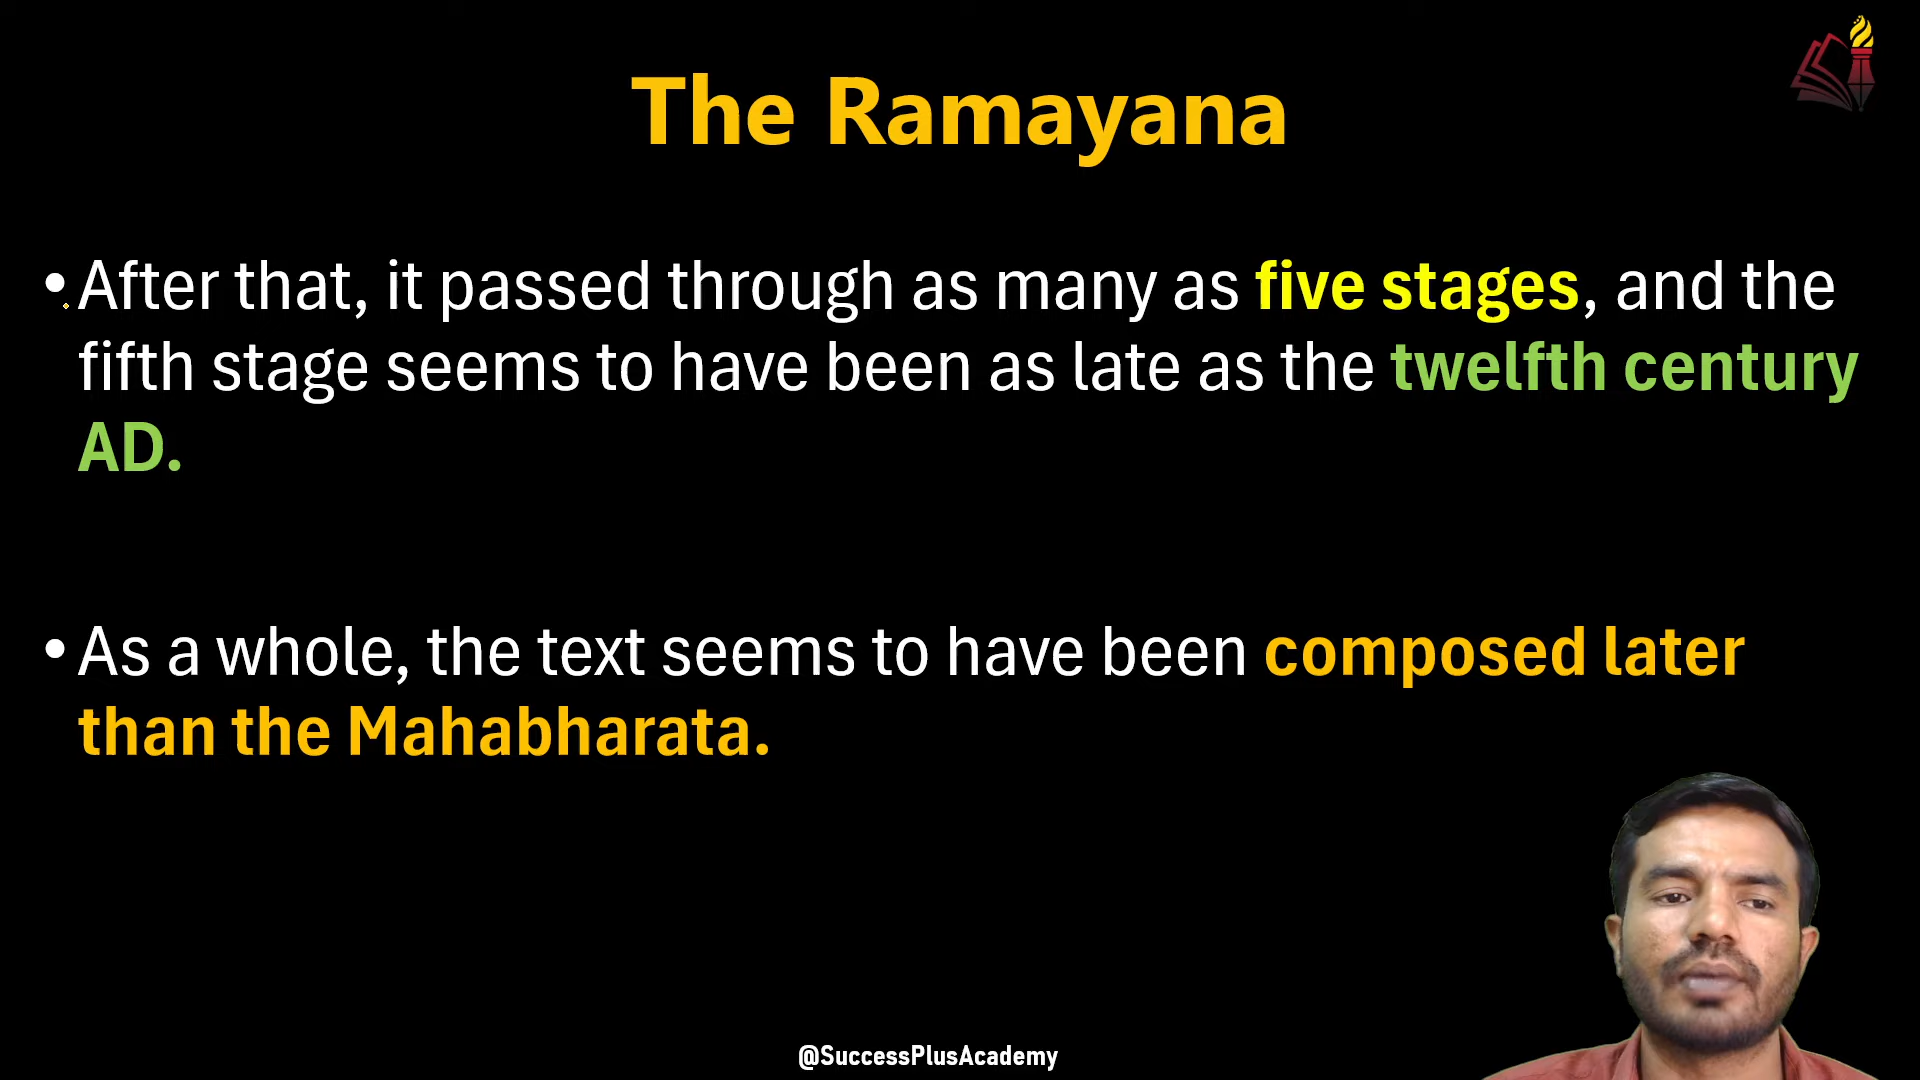 The Ramayana
• After that, it passed through as many as five stages, and the
fifth stage seems to have been as late as the twelfth century
AD.
• As a whole, the text seems to have been composed later
than the Mahabharata.
@SuccessPlusAcademy